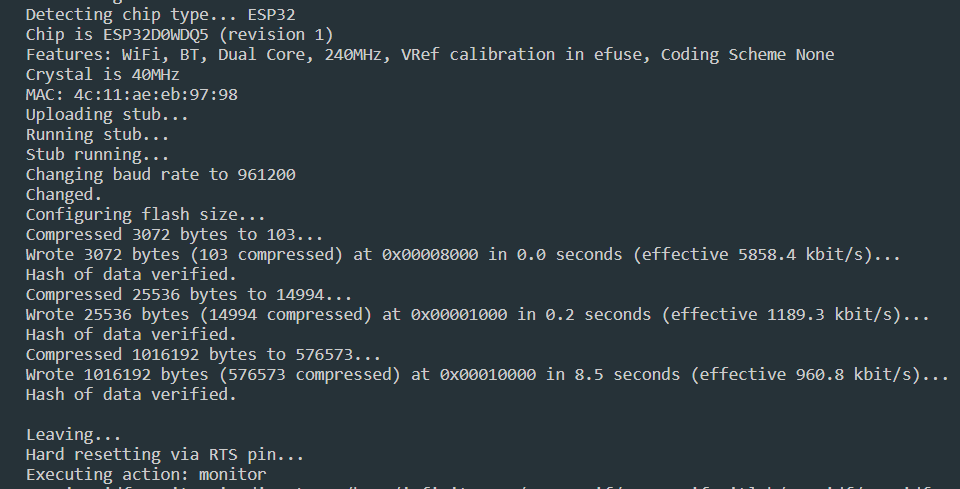 Detecting chip type... ESP32
Chip is ESP32D0WDQ5 (revision 1)
Features: WiFi, BT, Dual Core, 240MHz, VRef calibration in efuse, Coding Scheme None
Crystal is 40MHz
MAC: 4c:11:ae:eb:97:98
Uploading stub...
Running stub...
Stub running...
Changing baud rate to 961200
Changed.
Configuring flash size...
Compressed 3072 bytes to 103...
Wrote 3072 bytes (103 compressed) at 0x00008000 in 0.0 seconds (effective 5858.4 kbit/s)...
Hash of data verified.
Compressed 25536 bytes to 14994...
Wrote 25536 bytes (14994 compressed) at 0x00001000 in 0.2 seconds (effective 1189.3 kbit/s)...
Hash of data verified.
Compressed 1016192 bytes to 576573...
Wrote 1016192 bytes (576573 compressed) at 0x00010000 in 8.5 seconds (effective 960.8 kbit/s)...
Hash of data verified.
Leaving...
Hard resetting via RTS pin...
Executing action: monitor